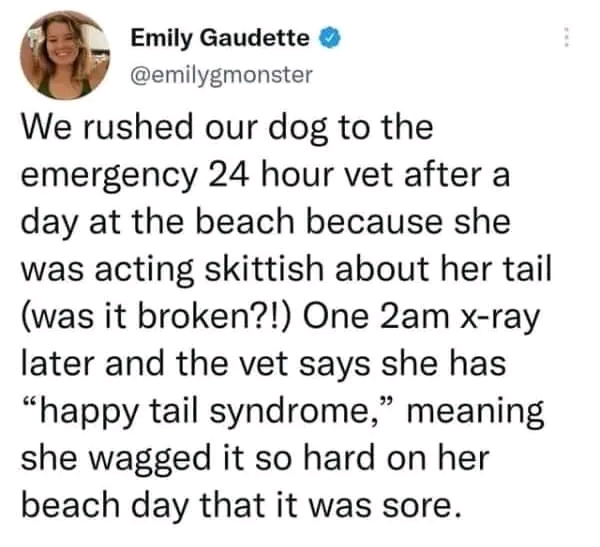 Emily Gaudette
@emilygmonster
We rushed our dog to the
emergency 24 hour vet after a
day at the beach because she
was acting skittish about her tail
(was it broken?!) One 2am x-ray
later and the vet says she has
“happy tail syndrome,” meaning
she wagged it so hard on her
beach day that it was sore.